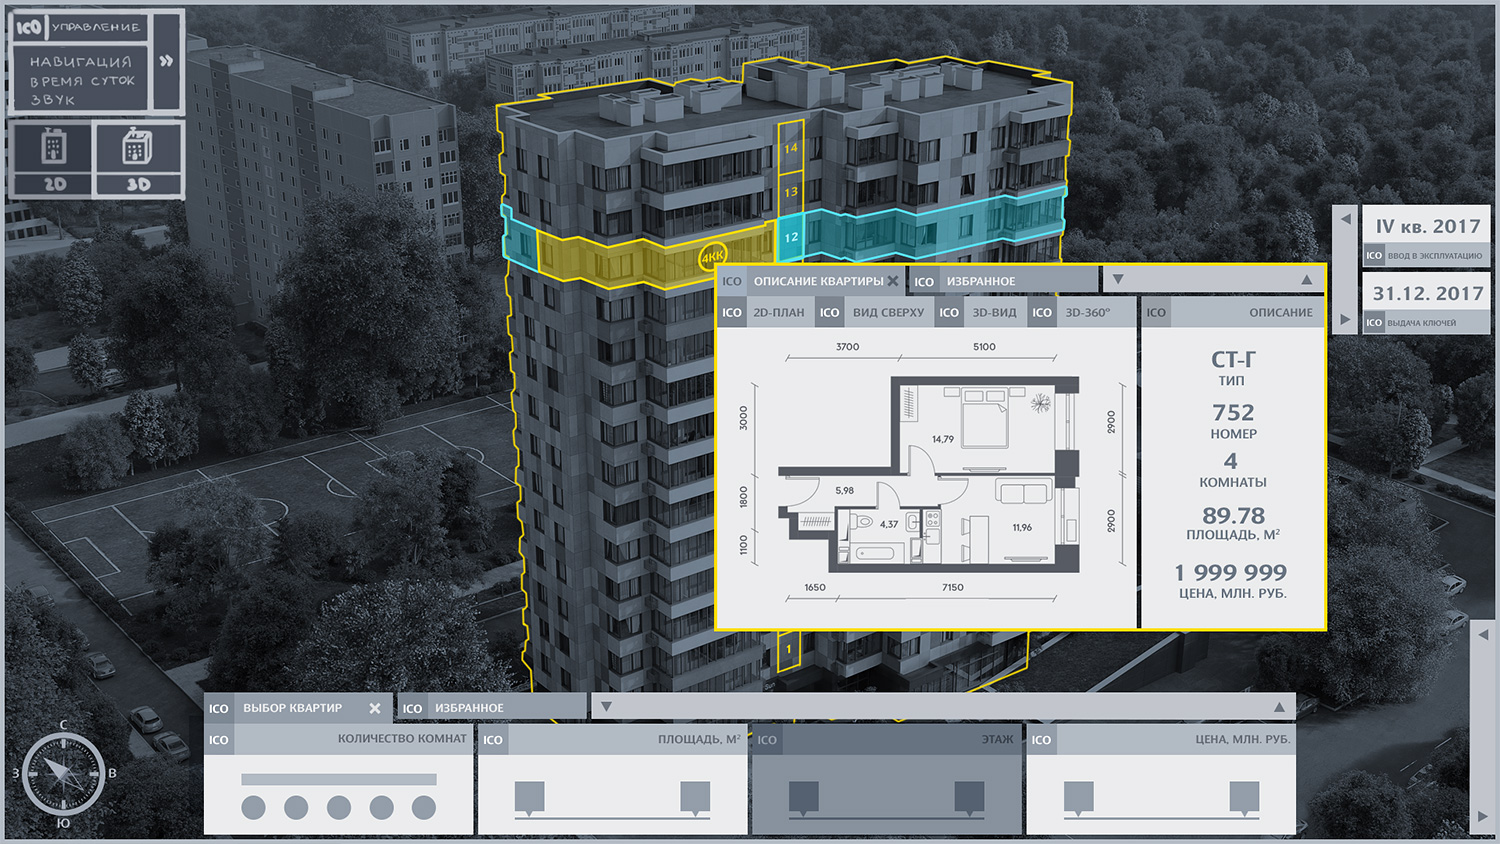 ICO УПРАВЛЕНИЕ
НАВИГАЦИЯ
ВРЕМЯ СУТОК
ЗВУК
»
2D 3D
14
13
12
4КК
1
IV кв. 2017
ICO ВВОД В ЭКСПЛУАТАЦИЮ
31.12. 2017
ICO ВЫДАЧА КЛЮЧЕЙ
ICO ОПИСАНИЕ КВАРТИРЫ ICO ИЗБРАННОЕ
ICO 2D-ПЛАН ICO ВИД СВЕРХУ ICO 3D-ВИД ICO 3D-360° ICO ОПИСАНИЕ
3700 5100
3000
1800
1100
2900
2900
14,79
5,98
4,37
11,96
1650 7150
СТ-Г
ТИП
752
НОМЕР
4
КОМНАТЫ
89.78
ПЛОЩАДЬ, М²
1 999 999
ЦЕНА, МЛН. РУБ.
ICO ВЫБОР КВАРТИР ICO ИЗБРАННОЕ
ICO КОЛИЧЕСТВО КОМНАТ ICO ПЛОЩАДЬ, М² ICO ЭТАЖ ICO ЦЕНА, МЛН. РУБ.
С
З В
Ю